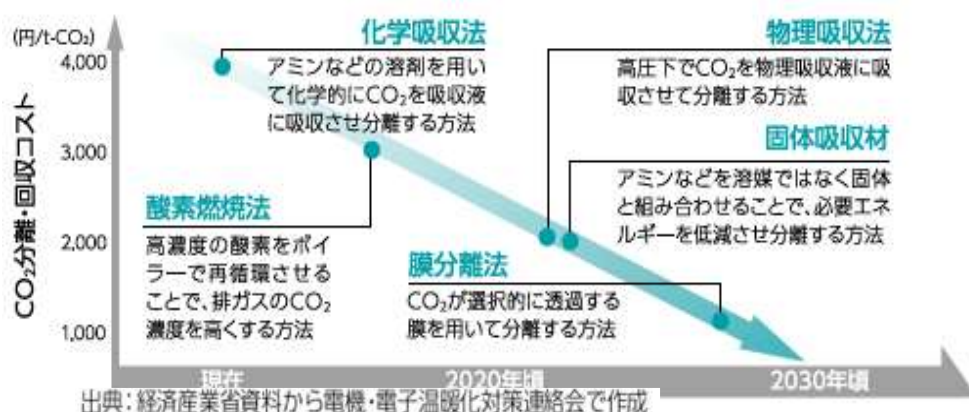 (円/t-CO₂)
4,000
3,000
2,000
1,000
CO₂分離・回収コスト
化学吸収法
アミンなどの溶剤を用い
て化学的にCO₂を吸収液
に吸収させ分離する方法
物理吸収法
高圧下でCO₂を物理吸収液に吸
収させて分離する方法
固体吸収材
アミンなどを溶媒ではなく固体
と組み合わせることで、必要エネ
ルギーを低減させ分離する方法
酸素燃焼法
高濃度の酸素をボイ
ラーで再循環させる
ことで、排ガスのCO₂
濃度を高くする方法
膜分離法
CO₂が選択的に透過する
膜を用いて分離する方法
現在
2020年頃
2030年頃
出典：経済産業省資料から電機・電子温暖化対策連絡会で作成